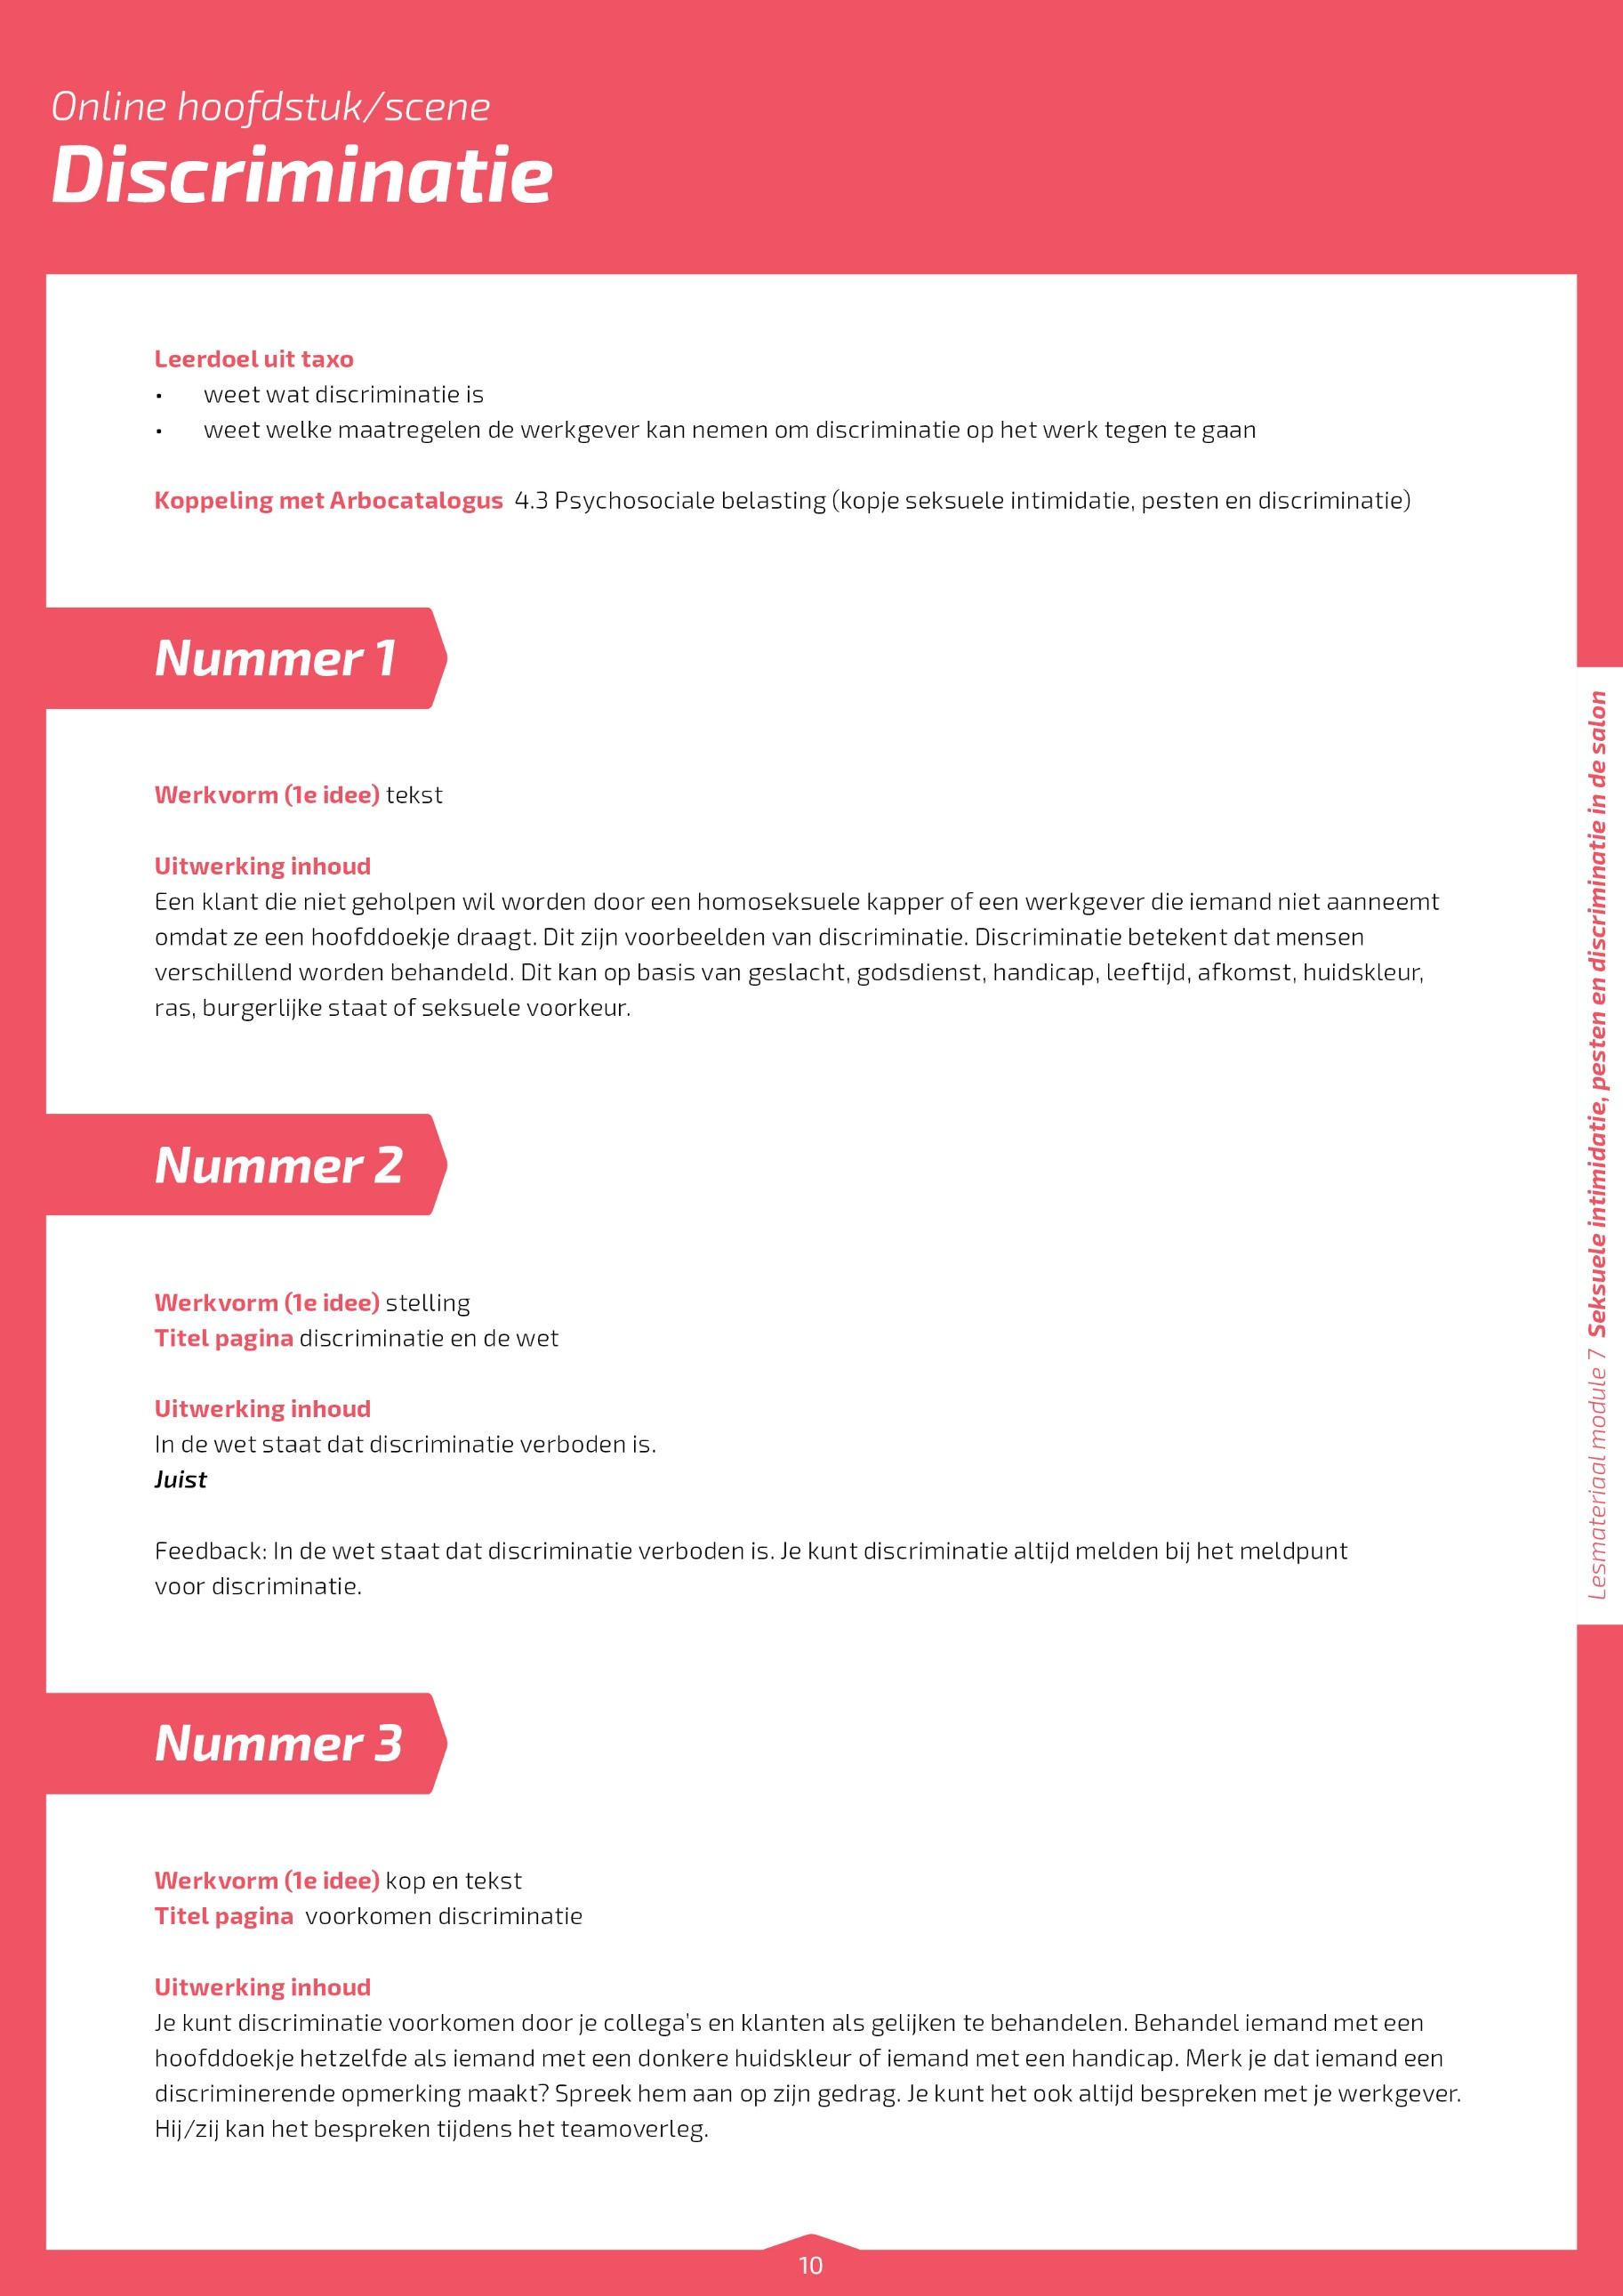 Online hoofdstuk/scene
Discriminatie
Leerdoel uit taxo
• weet wat discriminatie is
• weet welke maatregelen de werkgever kan nemen om discriminatie op het werk tegen te gaan
Koppeling met Arbocatalogus 4.3 Psychosociale belasting (kopje seksuele intimidatie, pesten en discriminatie)
Nummer 1
Werkvorm (1e idee) tekst
Uitwerking inhoud
Een klant die niet geholpen wil worden door een homoseksuele kapper of een werkgever die iemand niet aanneemt
omdat ze een hoofddoekje draagt. Dit zijn voorbeelden van discriminatie. Discriminatie betekent dat mensen
verschillend worden behandeld. Dit kan op basis van geslacht, godsdienst, handicap, leeftijd, afkomst, huidskleur,
ras, burgerlijke staat of seksuele voorkeur.
Nummer 2
Werkvorm (1e idee) stelling
Titel pagina discriminatie en de wet
Uitwerking inhoud
In de wet staat dat discriminatie verboden is.
Juist
Feedback: In de wet staat dat discriminatie verboden is. Je kunt discriminatie altijd melden bij het meldpunt
voor discriminatie.
Nummer 3
Werkvorm (1e idee) kop en tekst
Titel pagina voorkomen discriminatie
Uitwerking inhoud
Je kunt discriminatie voorkomen door je collega's en klanten als gelijken te behandelen. Behandel iemand met een
hoofddoekje hetzelfde als iemand met een donkere huidskleur of iemand met een handicap. Merk je dat iemand een
discriminerende opmerking maakt? Spreek hem aan op zijn gedrag. Je kunt het ook altijd bespreken met je werkgever.
Hij/zij kan het bespreken tijdens het teamoverleg.
Lesmateriaal module 7 Seksuele intimidatie, pesten en discriminatie in de salon
10